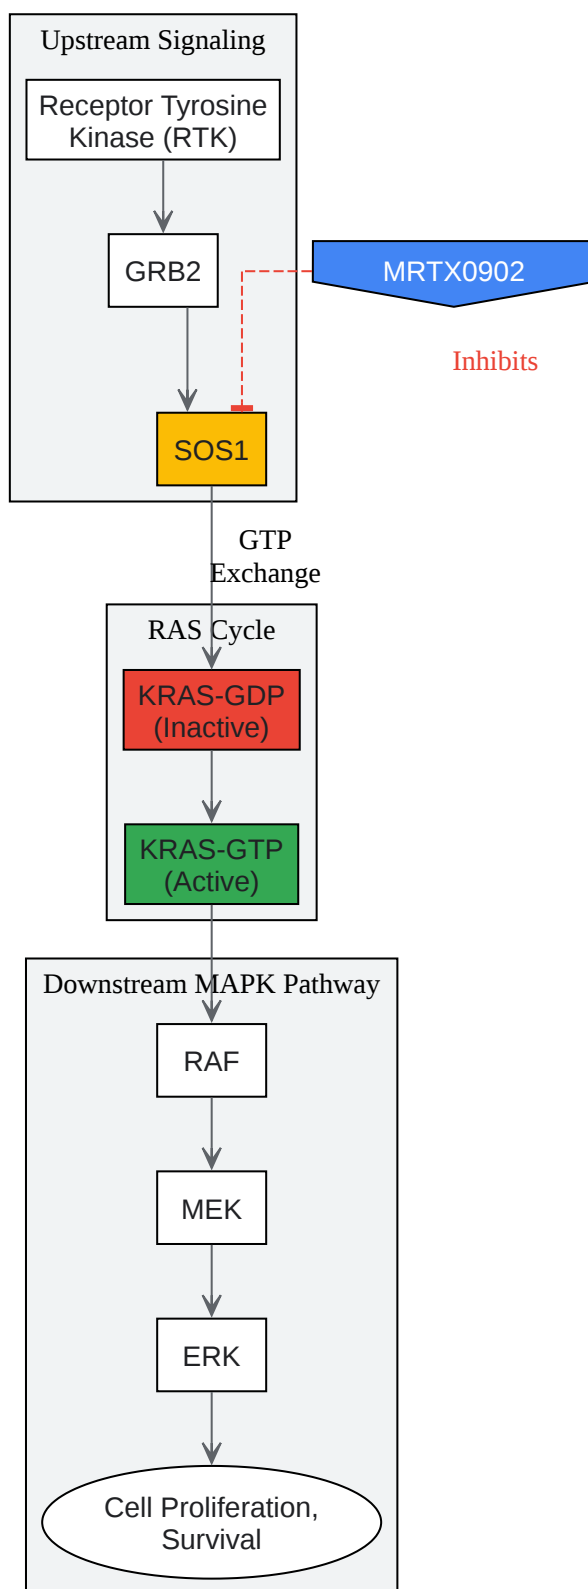 Upstream Signaling
Receptor Tyrosine
Kinase (RTK)
GRB2
MRTX0902
Inhibits
SOS1
GTP
Exchange
RAS Cycle
KRAS-GDP
(Inactive)
KRAS-GTP
(Active)
Downstream MAPK Pathway
RAF
MEK
ERK
Cell Proliferation,
Survival